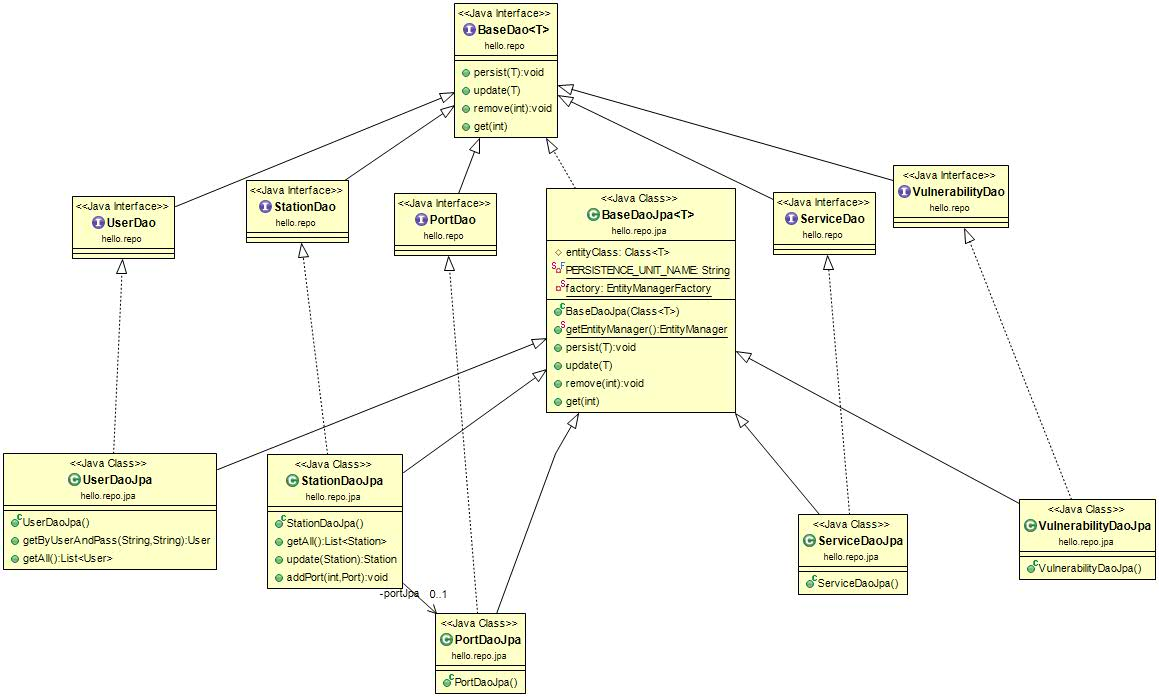 <<Java Interface>>
BaseDao<T>
hello.repo
persist(T):void
update(T)
remove(int):void
get(int)
<<Java Interface>>
UserDao
hello.repo
<<Java Interface>>
StationDao
hello.repo
<<Java Interface>>
PortDao
hello.repo
<<Java Class>>
BaseDaoJpa<T>
hello.repo.jpa
entityClass: Class<T>
PERSISTENCE_UNIT_NAME: String
factory: EntityManagerFactory
BaseDaoJpa(Class<T>)
getEntityManager():EntityManager
persist(T):void
update(T)
remove(int):void
get(int)
<<Java Interface>>
ServiceDao
hello.repo
<<Java Interface>>
VulnerabilityDao
hello.repo
<<Java Class>>
UserDaoJpa
hello.repo.jpa
UserDaoJpa()
getByUserAndPass(String,String):User
getAll():List<User>
<<Java Class>>
StationDaoJpa
hello.repo.jpa
StationDaoJpa()
getAll():List<Station>
update(Station):Station
addPort(int,Port):void
-portJpa 0..1
<<Java Class>>
PortDaoJpa
hello.repo.jpa
PortDaoJpa()
<<Java Class>>
ServiceDaoJpa
hello.repo.jpa
ServiceDaoJpa()
<<Java Class>>
VulnerabilityDaoJpa
hello.repo.jpa
VulnerabilityDaoJpa()